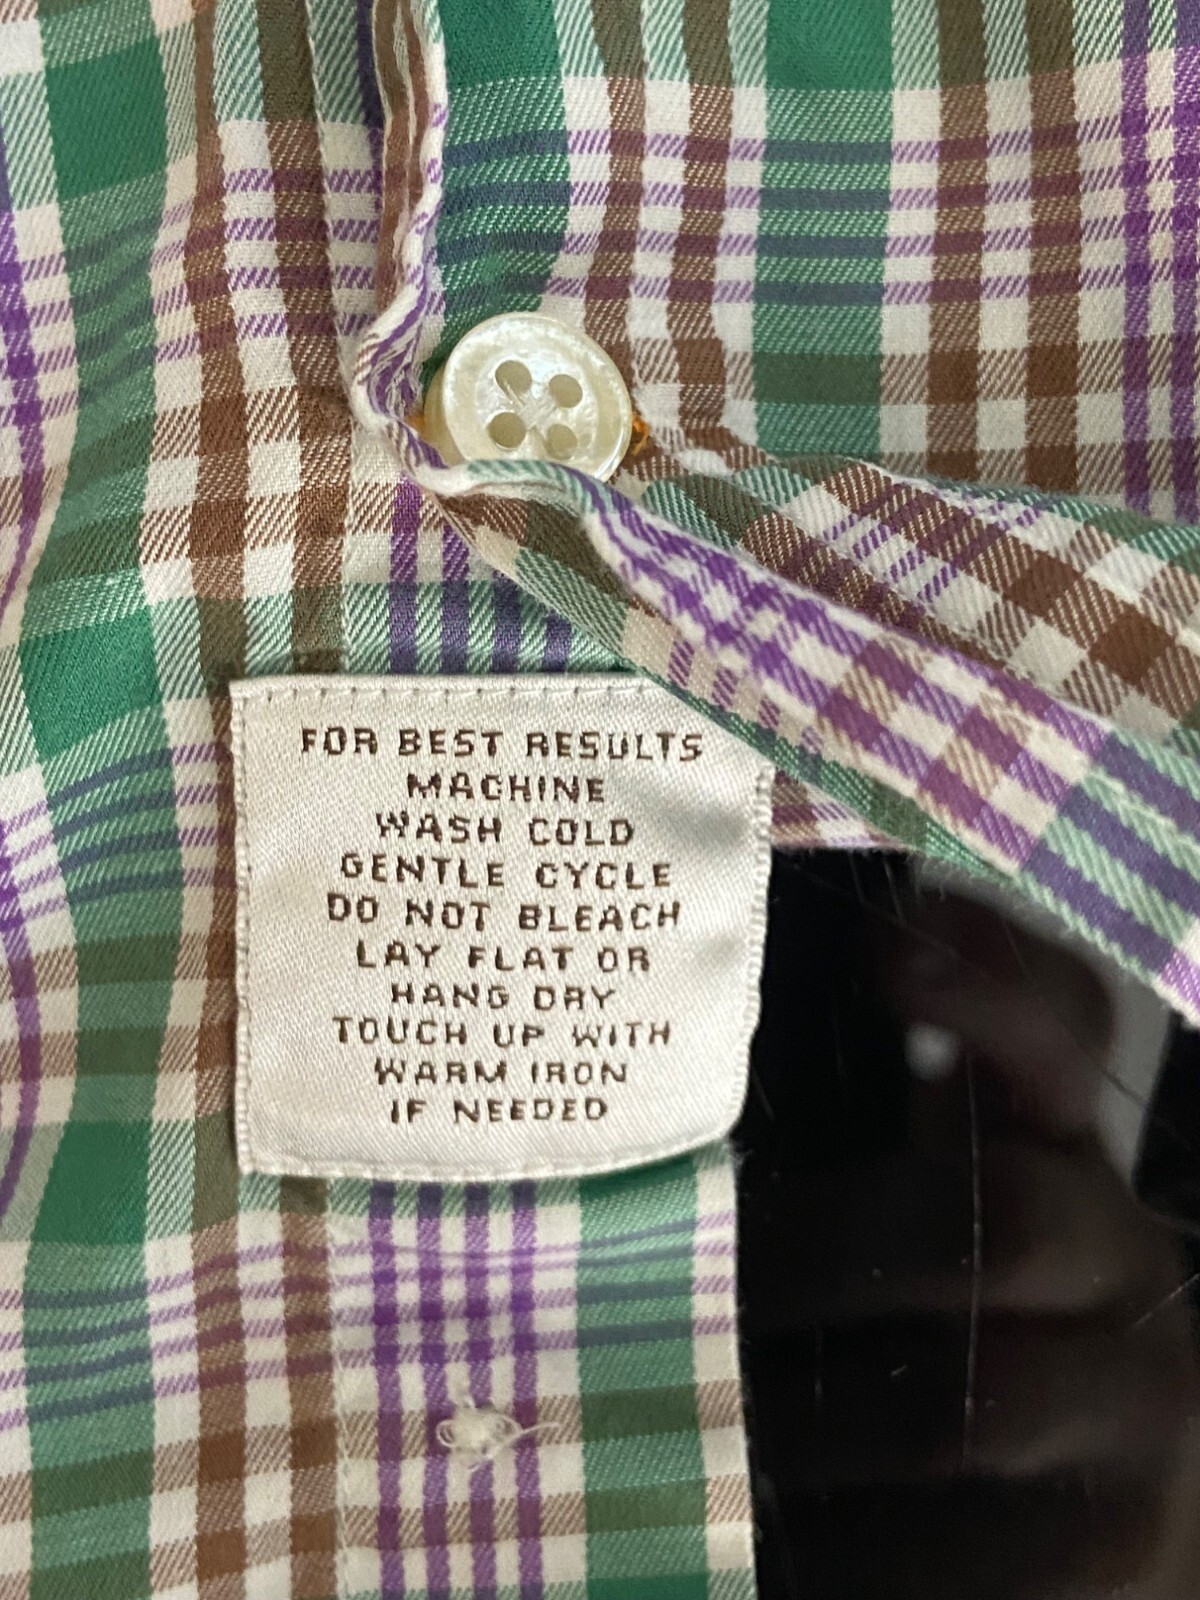 FOR BEST RESULTS
MACHINE
WASH COLD
GENTLE CYCLE
DO NOT BLEACH
LAY FLAT OR
HANG DRY
TOUCH UP WITH
WARM IRON
IF NEEDED